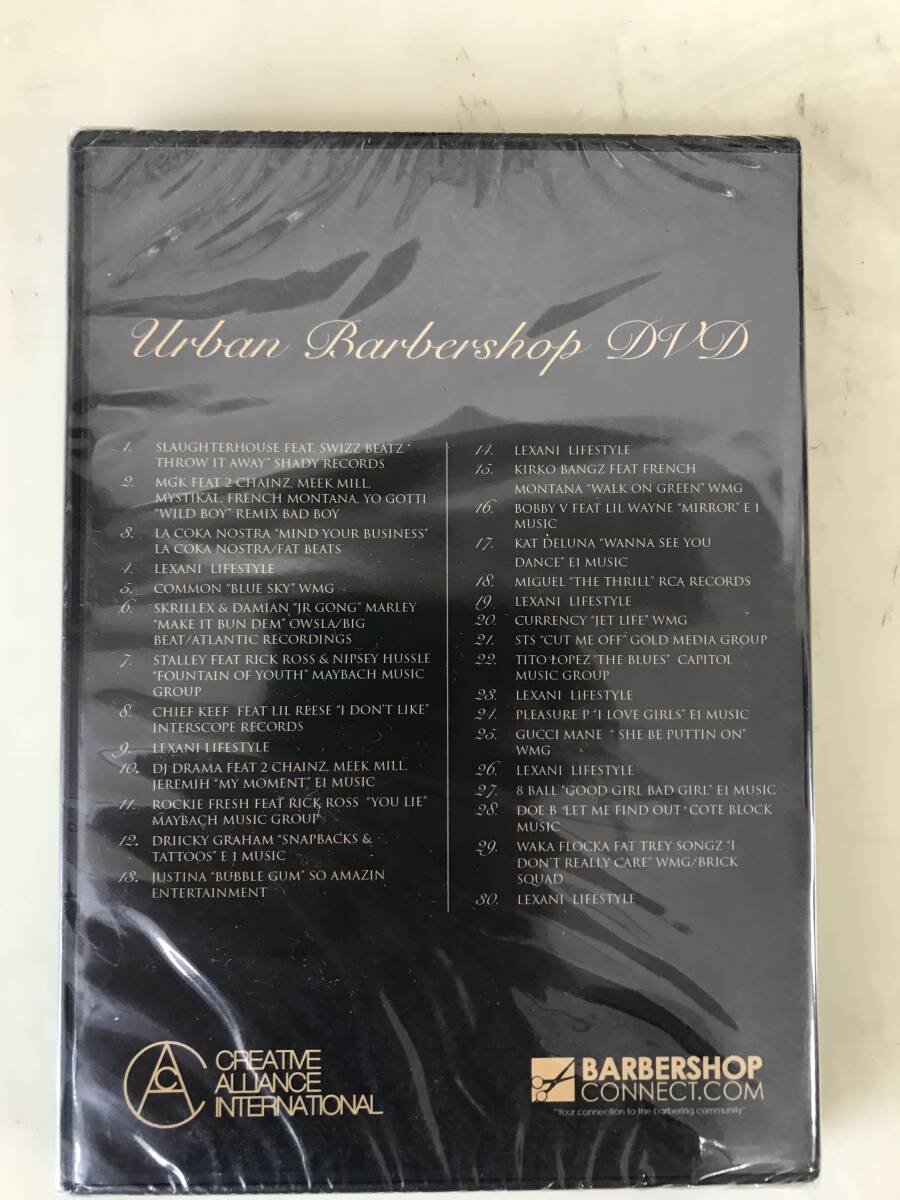 Urban Barbershop DVD
1. SLAUGHTERHOUSE FEAT. SWIZZ BEATZ "
THROW IT AWAY" SHADY RECORDS
2. MGK FEAT 2 CHAINZ, MEEK MILL,
MYSTIKAL, FRENCH MONTANA, YO GOTTI
"WILD BOY" REMIX BAD BOY
3. LA COKA NOSTRA "MIND YOUR BUSINESS"
LA COKA NOSTRA/FAT BEATS
4. LEXANI LIFESTYLE
5. COMMON "BLUE SKY" WMG
6. SKRILLEX & DAMIAN "JR GONG" MARLEY
"MAKE IT BUN DEM" OWSLA/BIG
BEAT/ATLANTIC RECORDINGS
7. STALLEY FEAT RICK ROSS & NIPSEY HUSSLE
"FOUNTAIN OF YOUTH" MAYBACH MUSIC
GROUP
8. CHIEF KEEF FEAT LIL REESE "I DON'T LIKE"
INTERSCOPE RECORDS
9. LEXANI LIFESTYLE
10. DJ DRAMA FEAT 2 CHAINZ, MEEK MILL,
JEREMIH "MY MOMENT" E1 MUSIC
11. ROCKIE FRESH FEAT RICK ROSS "YOU LIE"
MAYBACH MUSIC GROUP
12. DRIICKY GRAHAM "SNAPBACKS &
TATTOOS" E 1 MUSIC
13. JUSTINA "BUBBLE GUM" SO AMAZIN
ENTERTAINMENT
14. LEXANI LIFESTYLE
15. KIRKO BANGZ FEAT FRENCH
MONTANA "WALK ON GREEN" WMG
16. BOBBY V FEAT LIL WAYNE "MIRROR" E 1
MUSIC
17. KAT DELUNA "WANNA SEE YOU
DANCE" E1 MUSIC
18. MIGUEL "THE THRILL" RCA RECORDS
19. LEXANI LIFESTYLE
20. CURRENCY "JET LIFE" WMG
21. STS "CUT ME OFF" GOLD MEDIA GROUP
22. TITO LOPEZ "THE BLUES" CAPITOL
MUSIC GROUP
23. LEXANI LIFESTYLE
24. PLEASURE P "I LOVE GIRLS" E1 MUSIC
25. GUCCI MANE " SHE BE PUTTIN ON"
WMG
26. LEXANI LIFESTYLE
27. 8 BALL "GOOD GIRL BAD GIRL" E1 MUSIC
28. DOE B "LET ME FIND OUT " COTE BLOCK
MUSIC
29. WAKA FLOCKA FAT TREY SONGZ "I
DON'T REALLY CARE" WMG/BRICK
SQUAD
30. LEXANI LIFESTYLE
CREATIVE
ALLIANCE
INTERNATIONAL
BARBERSHOP
CONNECT.COM
"Your connection to the barbering community"